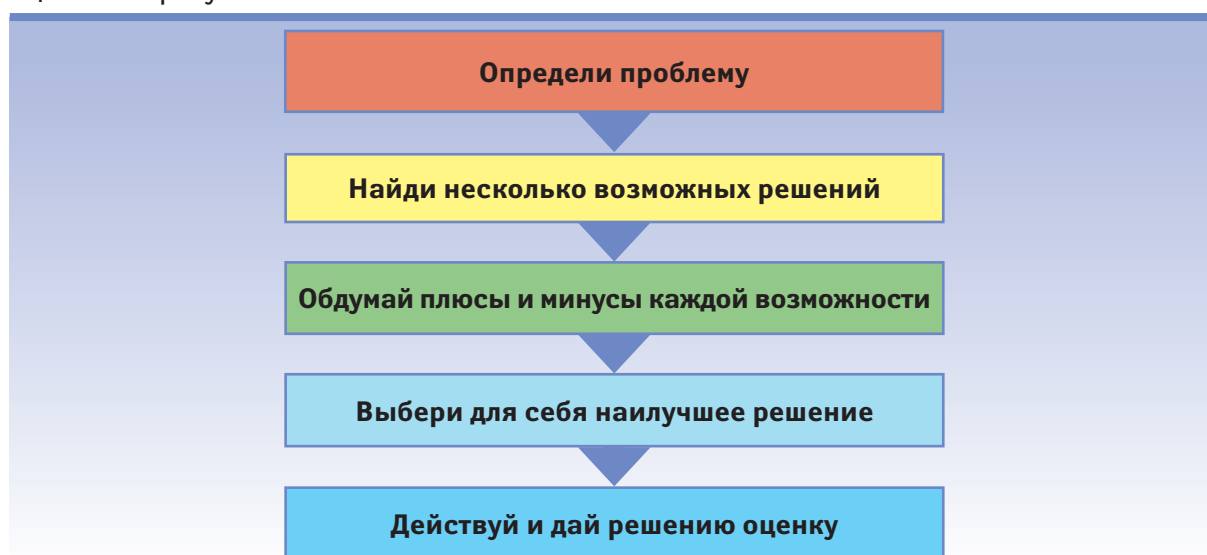 Определи проблему
Найди несколько возможных решений
Обдумай плюсы и минусы каждой возможности
Выбери для себя наилучшее решение
Действуй и дай решению оценку